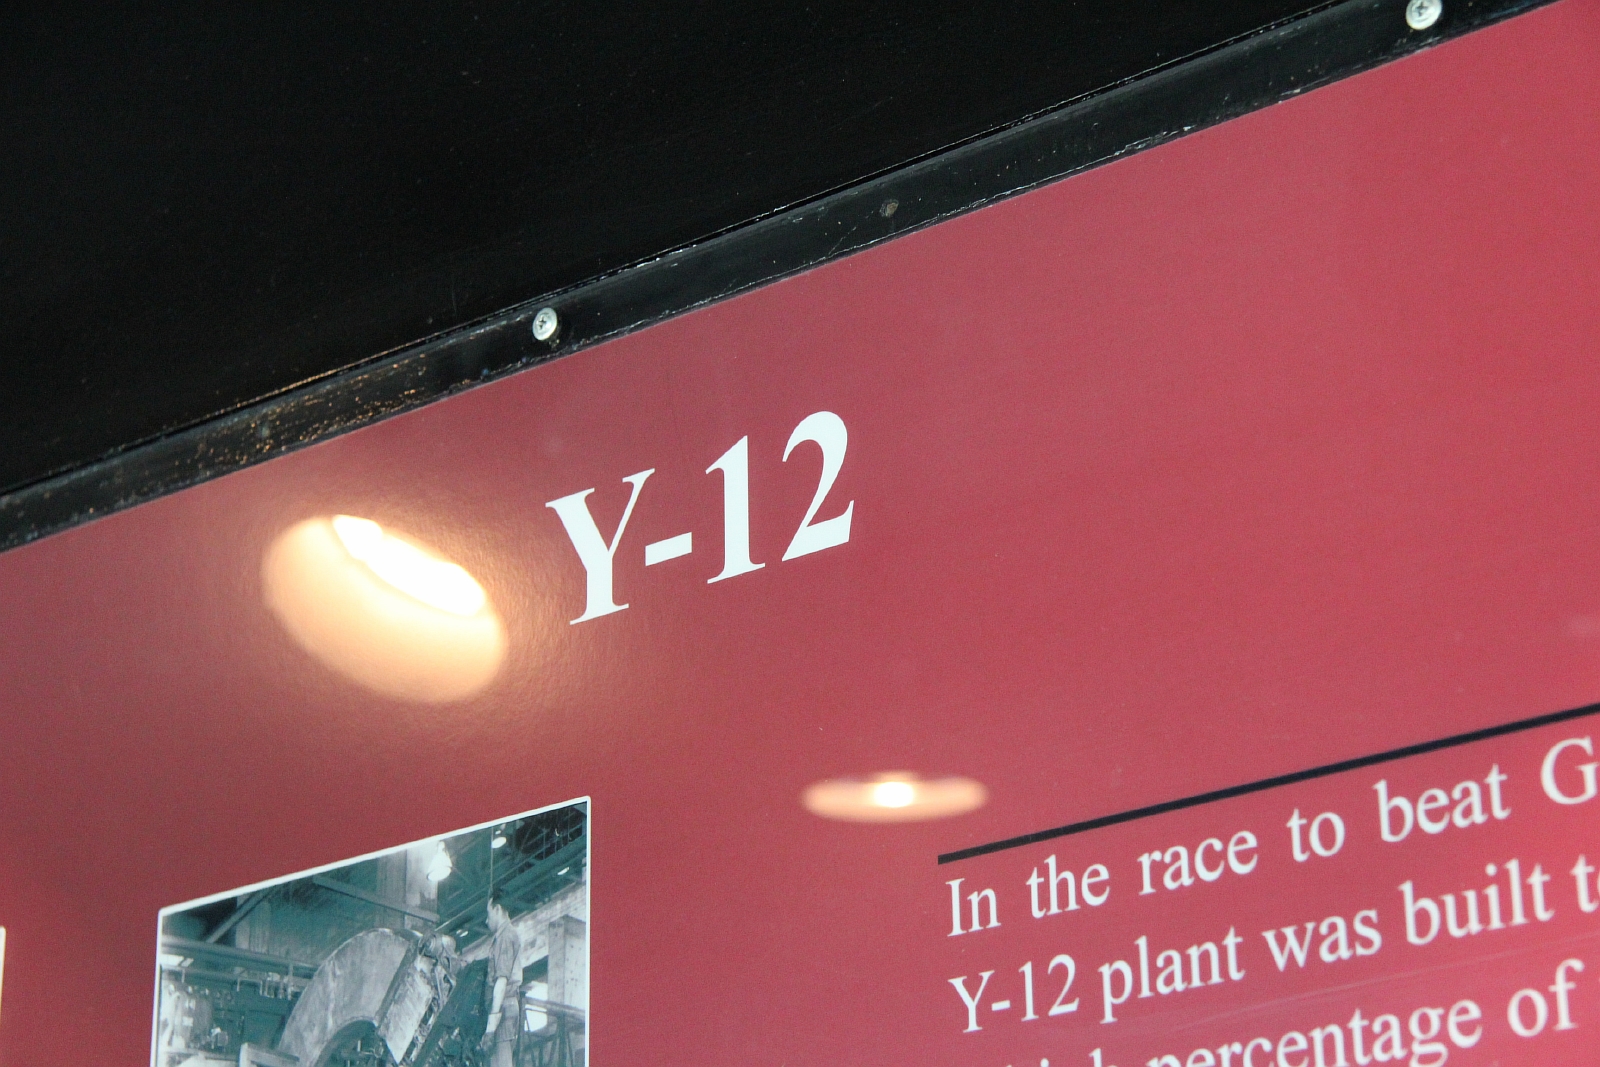 Y-12
In the race to beat
Y-12 plant was built
percentage of